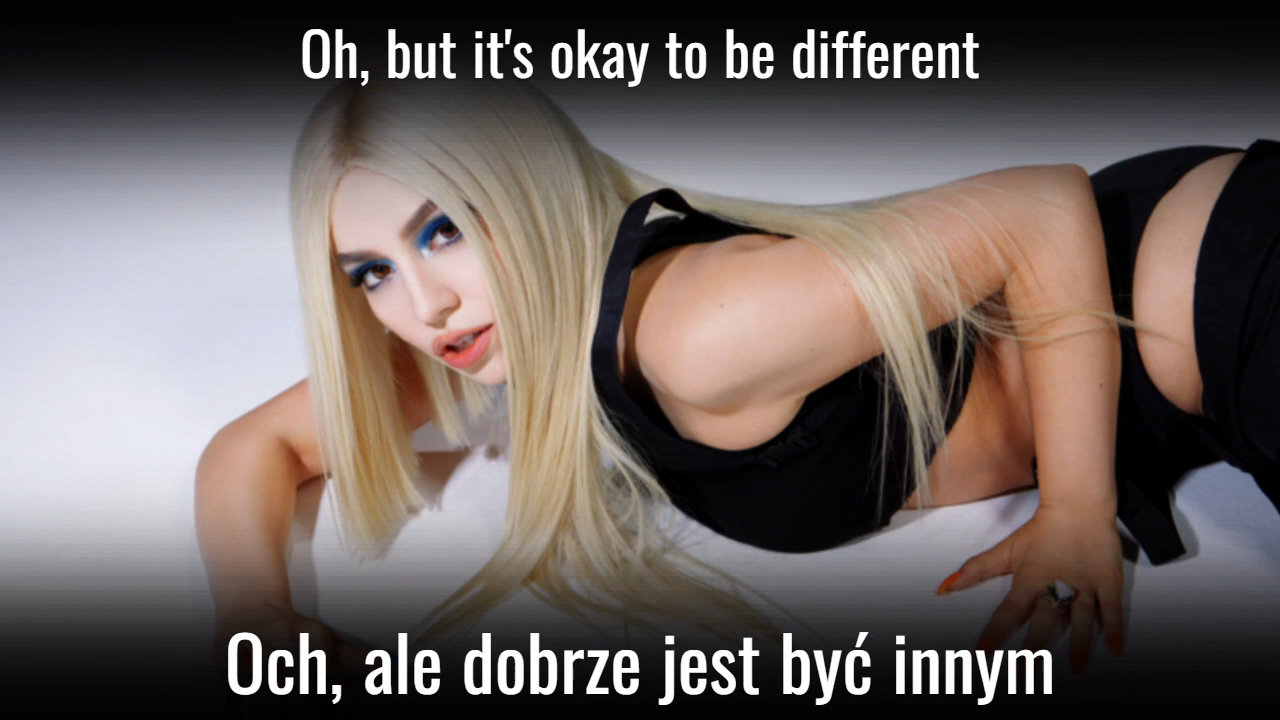 Oh, but it's okay to be different
Och, ale dobrze jest być innym